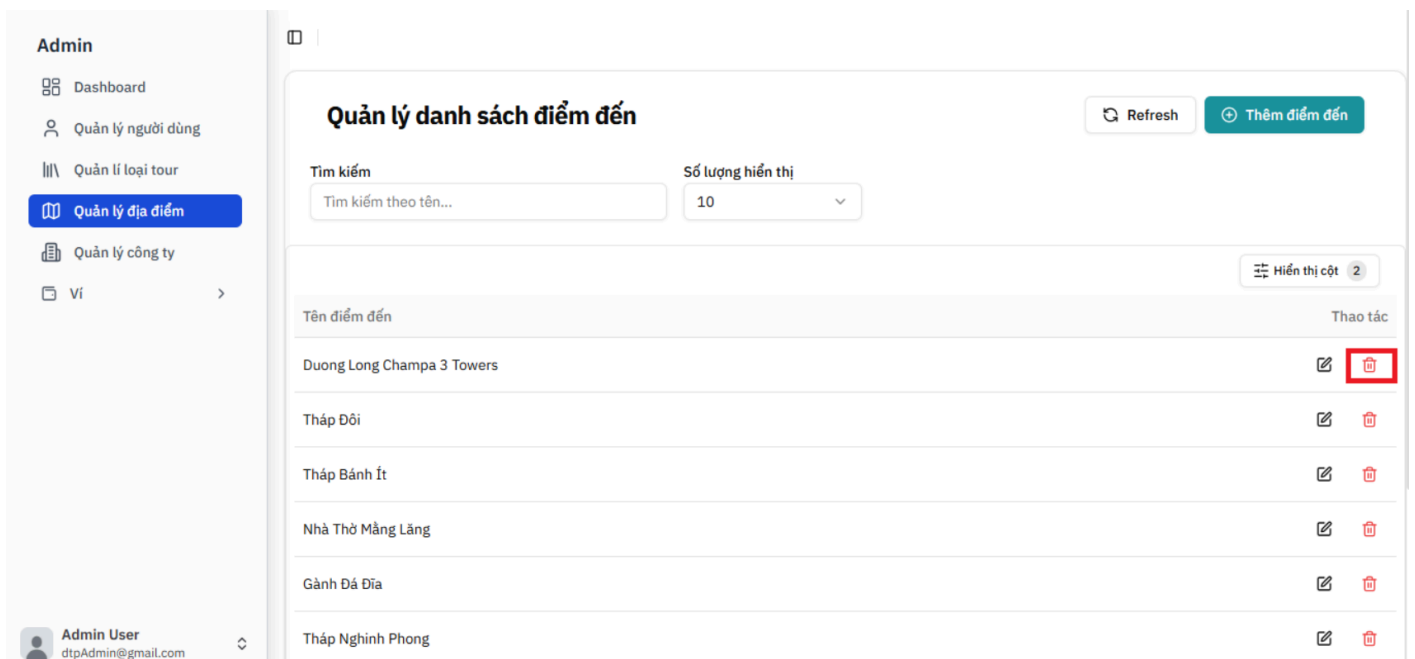 Admin
Dashboard
Quản lý người dùng
Quản lí loại tour
Quản lý địa điểm
Quản lý công ty
Ví
Admin User
dtpAdmin@gmail.com
Quản lý danh sách điểm đến
Refresh
Thêm điểm đến
Tìm kiếm
Số lượng hiển thị
Tìm kiếm theo tên...
10
Hiển thị cột 2
Tên điểm đến
Thao tác
Duong Long Champa 3 Towers
Tháp Đôi
Tháp Bánh Ít
Nhà Thờ Mằng Lăng
Gành Đá Đĩa
Tháp Nghinh Phong